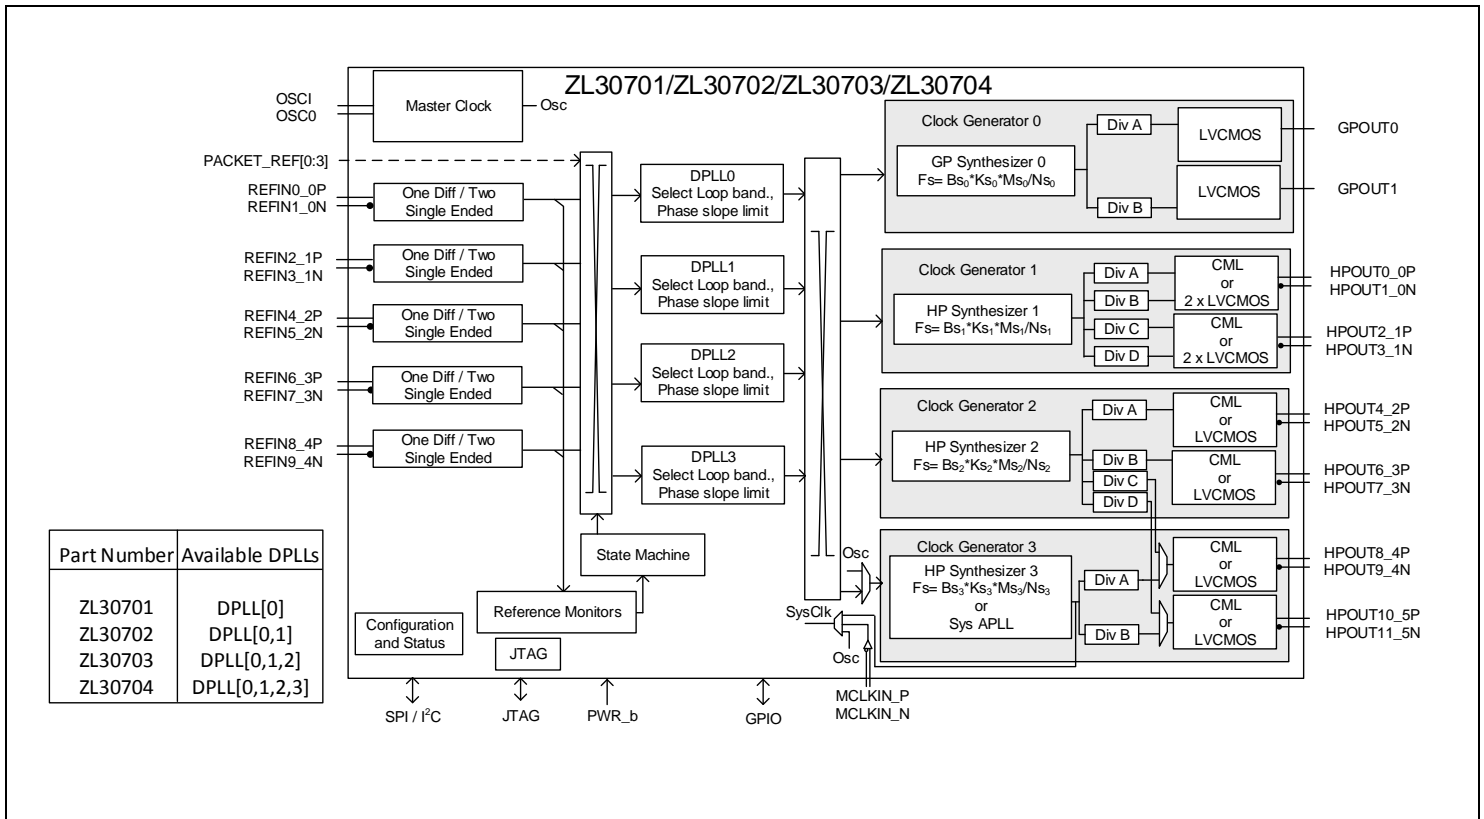 ZL30701/ZL30702/ZL30703/ZL30704
OSCI
OSC0
Master Clock
Osc
PACKET_REF[0:3]
REFIN0_0P
REFIN1_0N
One Diff / Two
Single Ended
REFIN2_1P
REFIN3_1N
One Diff / Two
Single Ended
REFIN4_2P
REFIN5_2N
One Diff / Two
Single Ended
REFIN6_3P
REFIN7_3N
One Diff / Two
Single Ended
REFIN8_4P
REFIN9_4N
One Diff / Two
Single Ended
DPLL0
Select Loop band.,
Phase slope limit
DPLL1
Select Loop band.,
Phase slope limit
DPLL2
Select Loop band.,
Phase slope limit
DPLL3
Select Loop band.,
Phase slope limit
State Machine
Reference Monitors
Configuration
and Status
JTAG
Clock Generator 0
GP Synthesizer 0
Fs= Bs0*Ks0*Ms0/Ns0
Div A
Div B
LVCMOS
LVCMOS
GPOUT0
GPOUT1
Clock Generator 1
HP Synthesizer 1
Fs= Bs1*Ks1*Ms1/Ns1
Div A
Div B
Div C
Div D
CML
or
2 x LVCMOS
CML
or
2 x LVCMOS
HPOUT0_0P
HPOUT1_0N
HPOUT2_1P
HPOUT3_1N
Clock Generator 2
HP Synthesizer 2
Fs= Bs2*Ks2*Ms2/Ns2
Div A
Div B
Div C
Div D
CML
or
LVCMOS
CML
or
LVCMOS
HPOUT4_2P
HPOUT5_2N
HPOUT6_3P
HPOUT7_3N
Osc
Clock Generator 3
HP Synthesizer 3
Fs= Bs3*Ks3*Ms3/Ns3
or
Sys APLL
Div A
Div B
CML
or
LVCMOS
CML
or
LVCMOS
HPOUT8_4P
HPOUT9_4N
HPOUT10_5P
HPOUT11_5N
SysClk
Osc
MCLKIN_P
MCLKIN_N
SPI / I²C
JTAG
PWR_b
GPIO
Part Number Available DPLLs
ZL30701 DPLL[0]
ZL30702 DPLL[0,1]
ZL30703 DPLL[0,1,2]
ZL30704 DPLL[0,1,2,3]